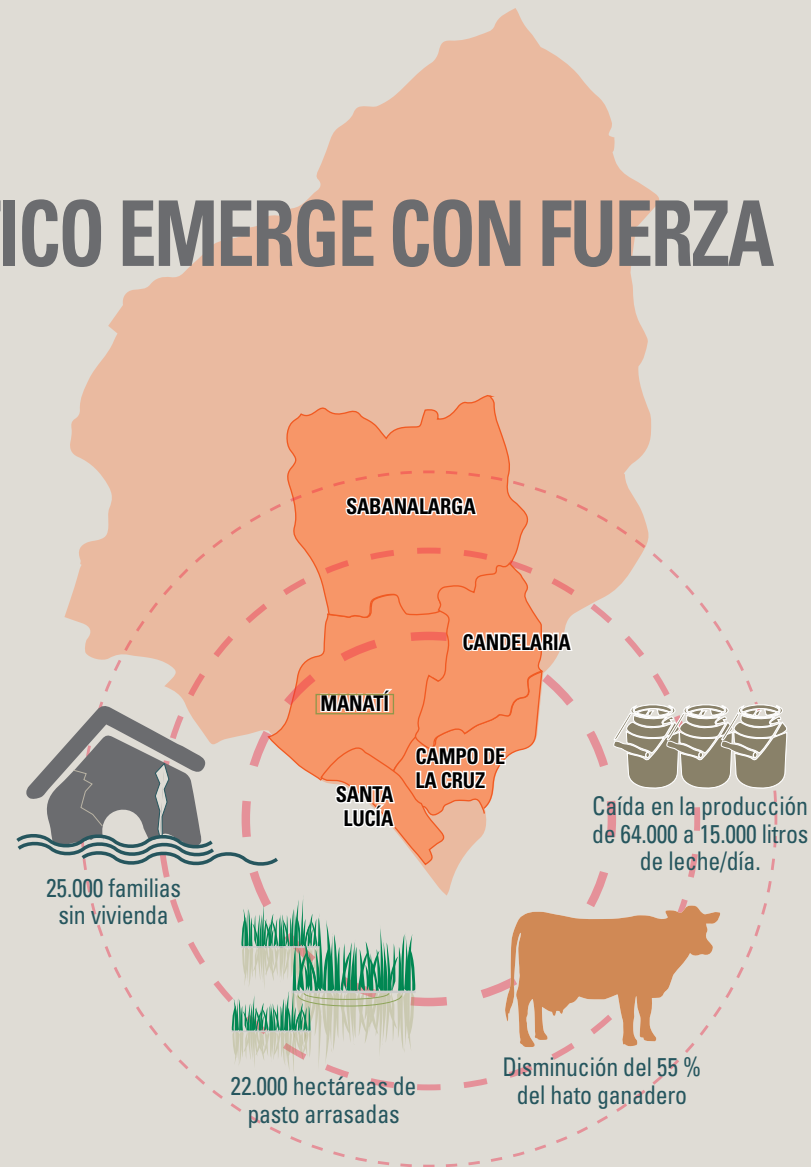 TICO EMERGE CON FUERZA
SABANALARGA
CANDELARIA
MANATÍ
CAMPO DE
LA CRUZ
SANTA
LUCÍA
Caída en la producción
de 64.000 a 15.000 litros
de leche/día.
25.000 familias
sin vivienda
Disminución del 55 %
del hato ganadero
22.000 hectáreas de
pasto arrasadas